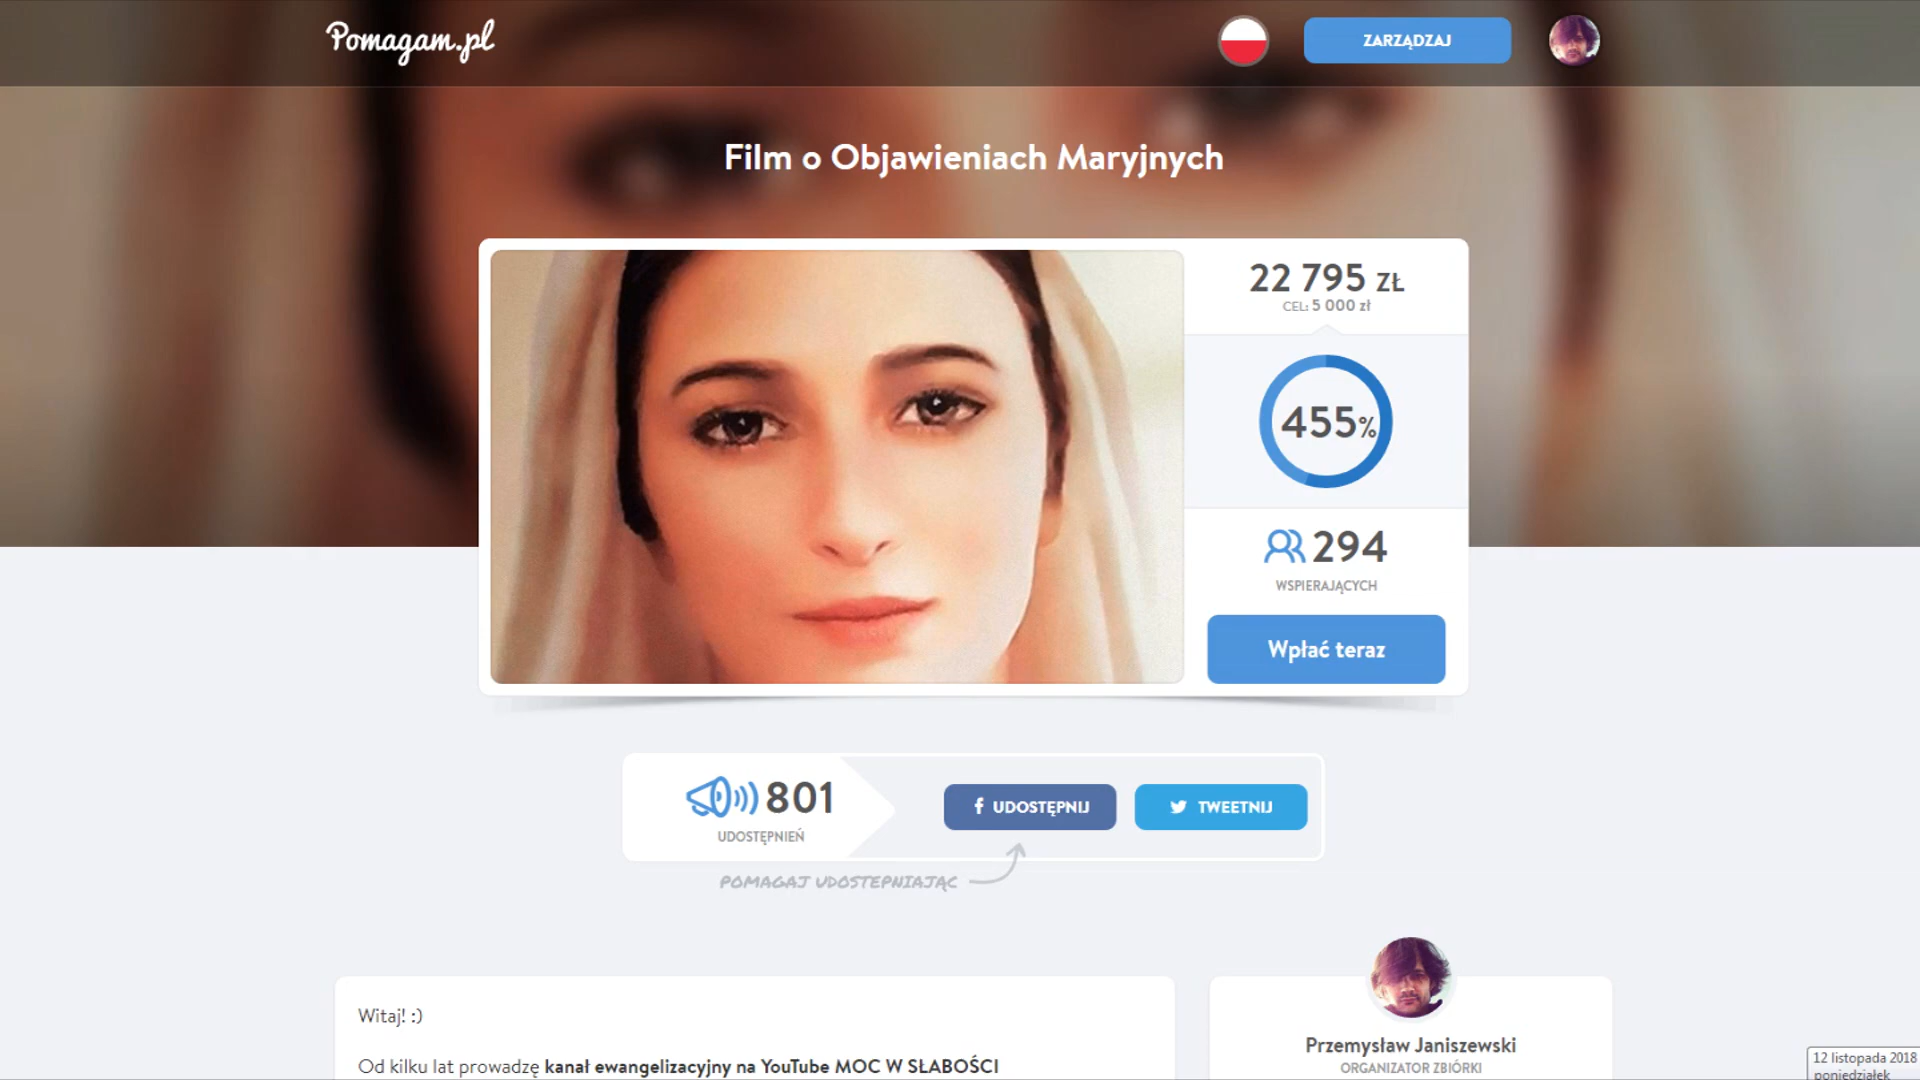 Pomagam.pl
ZARZĄDZAJ
Film o Objawieniach Maryjnych
22 795 ZŁ
CEL: 5 000 zł
455%
294
WSPIERAJĄCYCH
Wpłać teraz
801
UDOSTĘPNIEŃ
UDOSTĘPNIJ
TWEETNIJ
POMAGAJ UDOSTEPNIAJĄC
Witaj! :)
Od kilku lat prowadzę kanał ewangelizacyjny na YouTube MOC W SŁABOŚCI
Przemysław Janiszewski
ORGANIZATOR ZBIÓRKI
12 listopada 2018
poniedziałek